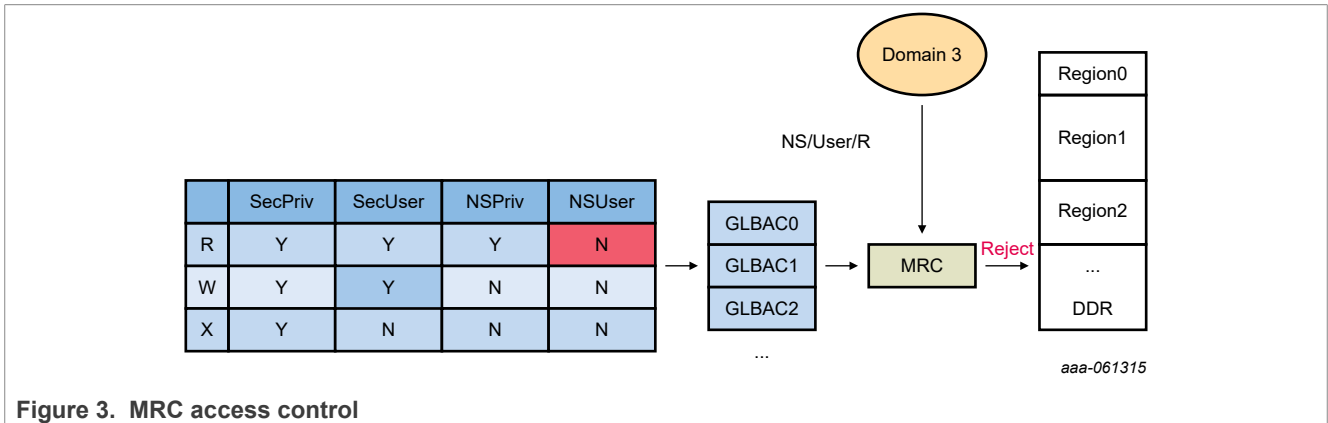 Domain 3
Region0
Region1
Region2
...
DDR
NS/User/R
SecPriv SecUser NSPriv NSUser
R Y Y Y N
W Y Y N N
X Y N N N
GLBAC0
GLBAC1
GLBAC2
...
MRC
Reject
aaa-061315
Figure 3. MRC access control